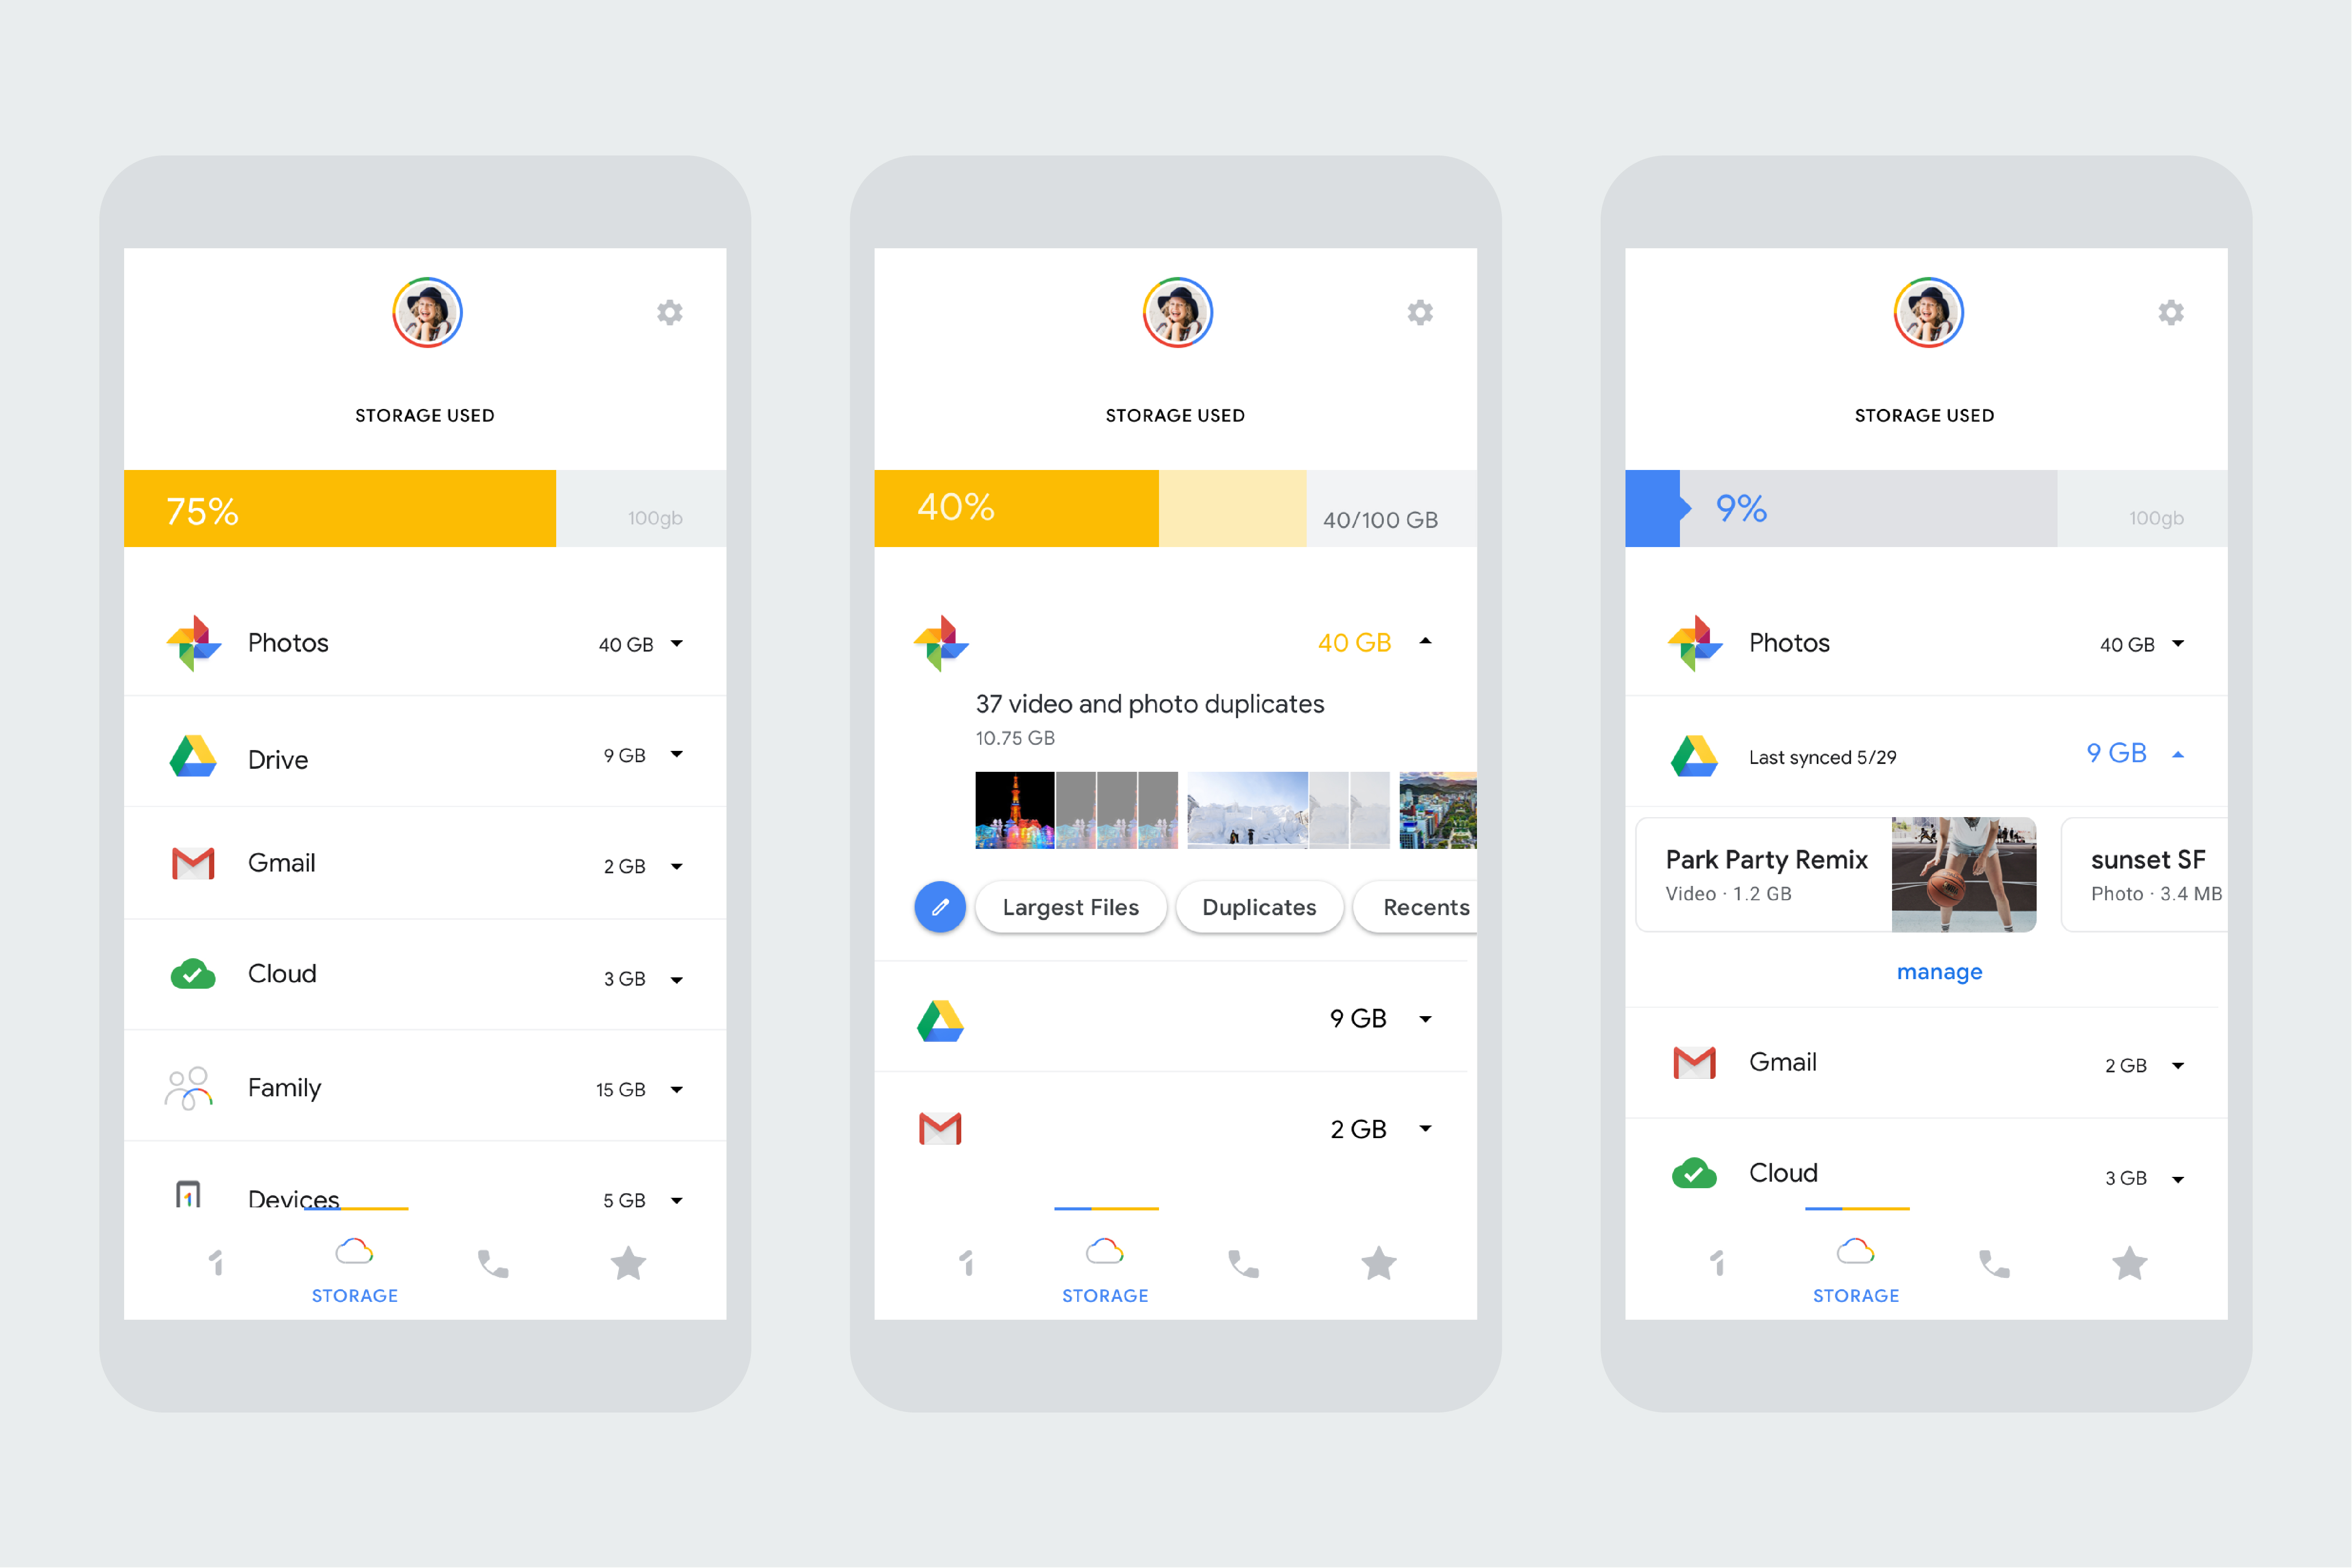 STORAGE USED
75%
100gb
Photos
40 GB
Drive
9 GB
Gmail
2 GB
Cloud
3 GB
Family
15 GB
Devices
5 GB
1
STORAGE
STORAGE USED
40%
40/100 GB
40 GB
37 video and photo duplicates
10.75 GB
Largest Files
Duplicates
Recents
9 GB
2 GB
1
STORAGE
STORAGE USED
9%
100gb
Photos
40 GB
Last synced 5/29
9 GB
Park Party Remix
Video · 1.2 GB
sunset SF
Photo · 3.4 MB
manage
Gmail
2 GB
Cloud
3 GB
1
STORAGE